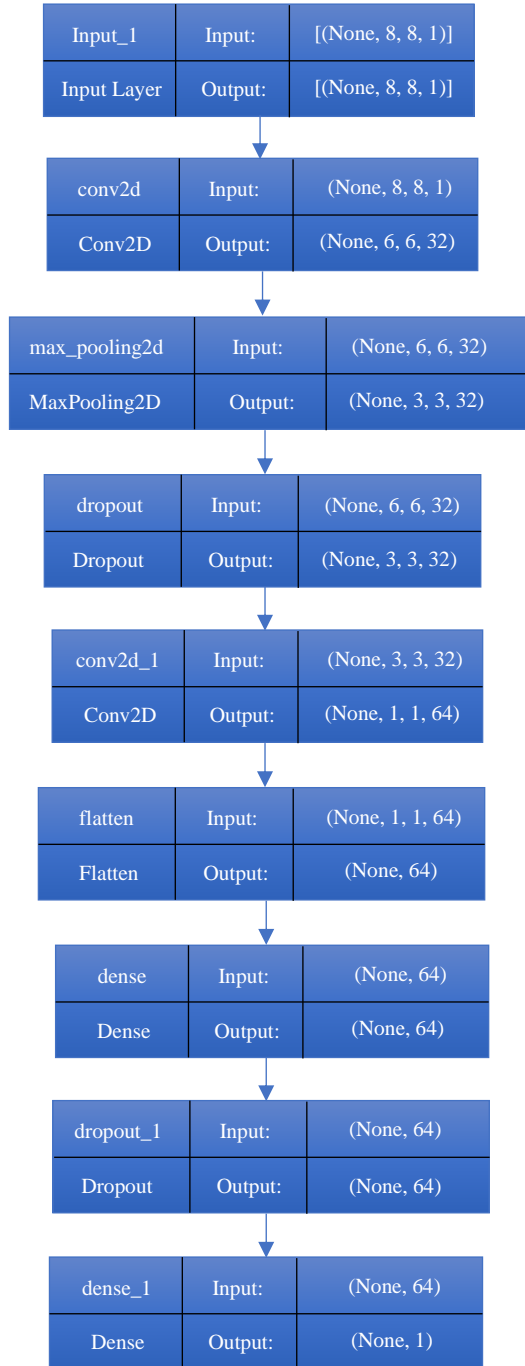 Input_1 Input: [(None, 8, 8, 1)]
Input Layer Output: [(None, 8, 8, 1)]
conv2d Input: (None, 8, 8, 1)
Conv2D Output: (None, 6, 6, 32)
max_pooling2d Input: (None, 6, 6, 32)
MaxPooling2D Output: (None, 3, 3, 32)
dropout Input: (None, 6, 6, 32)
Dropout Output: (None, 3, 3, 32)
conv2d_1 Input: (None, 3, 3, 32)
Conv2D Output: (None, 1, 1, 64)
flatten Input: (None, 1, 1, 64)
Flatten Output: (None, 64)
dense Input: (None, 64)
Dense Output: (None, 64)
dropout_1 Input: (None, 64)
Dropout Output: (None, 64)
dense_1 Input: (None, 64)
Dense Output: (None, 1)